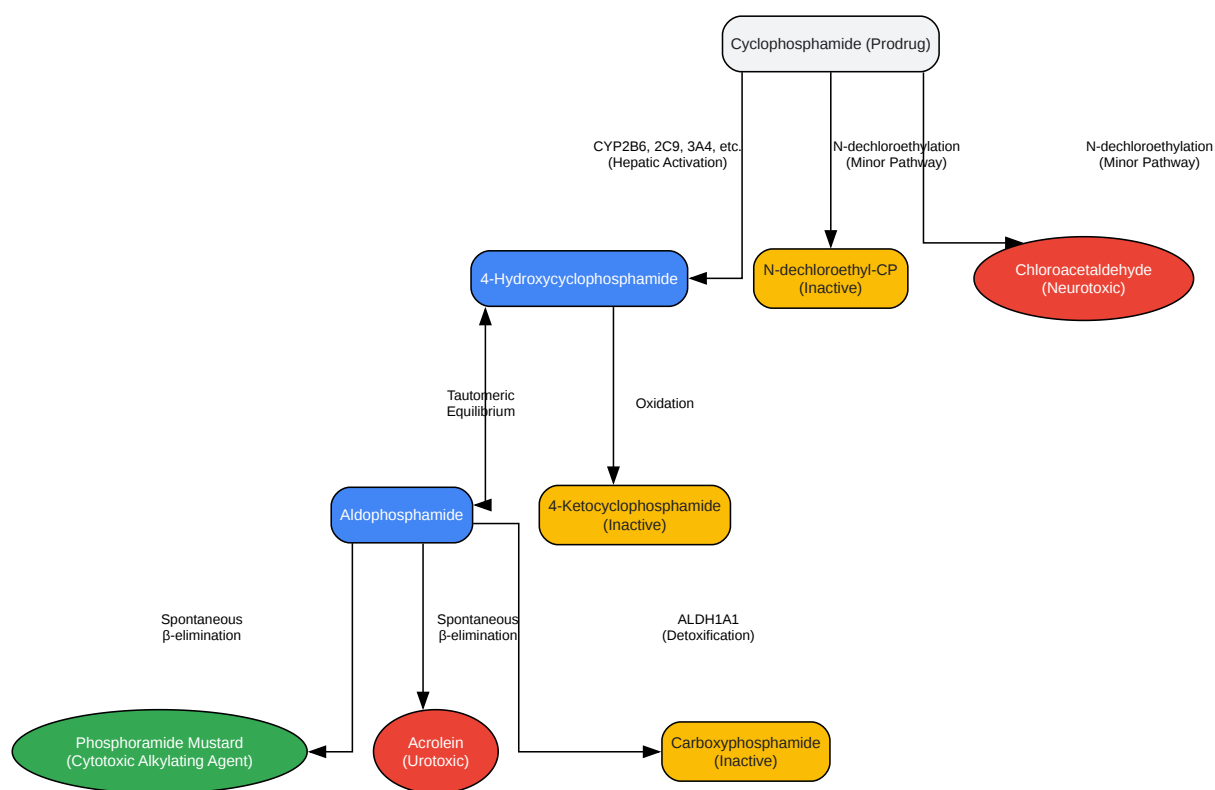 Cyclophosphamide (Prodrug)
CYP2B6, 2C9, 3A4, etc.
(Hepatic Activation)
N-dechloroethylation
(Minor Pathway)
N-dechloroethylation
(Minor Pathway)
4-Hydroxycyclophosphamide
N-dechloroethyl-CP
(Inactive)
Chloroacetaldehyde
(Neurotoxic)
Tautomeric
Equilibrium
Oxidation
Aldophosphamide
4-Ketocyclophosphamide
(Inactive)
Spontaneous
β-elimination
Spontaneous
β-elimination
ALDH1A1
(Detoxification)
Phosphoramide Mustard
(Cytotoxic Alkylating Agent)
Acrolein
(Urotoxic)
Carboxyphosphamide
(Inactive)